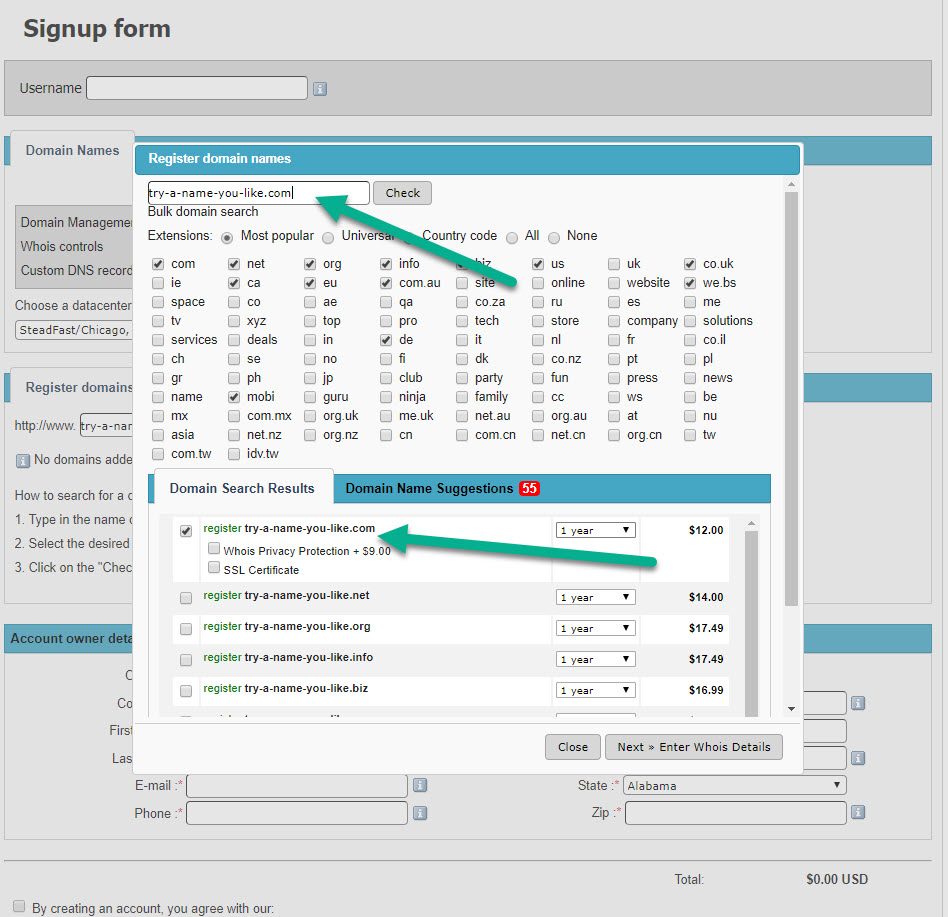 Signup form
Username
Domain Names
Register domain names
try-a-name-you-like.com
Check
Bulk domain search
Extensions: Most popular Universal Country code All None
com net org info biz us uk co.uk
ie ca eu com.au site online website we.bs
space co ae qa co.za ru es me
tv xyz top pro tech store company solutions
services deals in de it nl fr co.il
ch se no fi dk co.nz pt pl
gr ph jp club party fun press news
name mobi guru ninja family cc ws be
mx com.mx org.uk me.uk net.au org.au at nu
asia net.nz org.nz cn com.cn net.cn org.cn tw
com.tw idv.tw
Domain Managemen
Whois controls
Custom DNS record
Choose a datacenter
SteadFast/Chicago,
Register domains
http://www. try-a-nar
No domains adde
How to search for a d
1. Type in the name o
2. Select the desired
3. Click on the "Chec
Domain Search Results
Domain Name Suggestions 55
register try-a-name-you-like.com 1 year $12.00
Whois Privacy Protection + $9.00
SSL Certificate
register try-a-name-you-like.net 1 year $14.00
register try-a-name-you-like.org 1 year $17.49
register try-a-name-you-like.info 1 year $17.49
register try-a-name-you-like.biz 1 year $16.99
Close
Next » Enter Whois Details
Account owner deta
Co
First
Las
E-mail :*
State :* Alabama
Phone :*
Zip :*
Total: $0.00 USD
By creating an account, you agree with our: